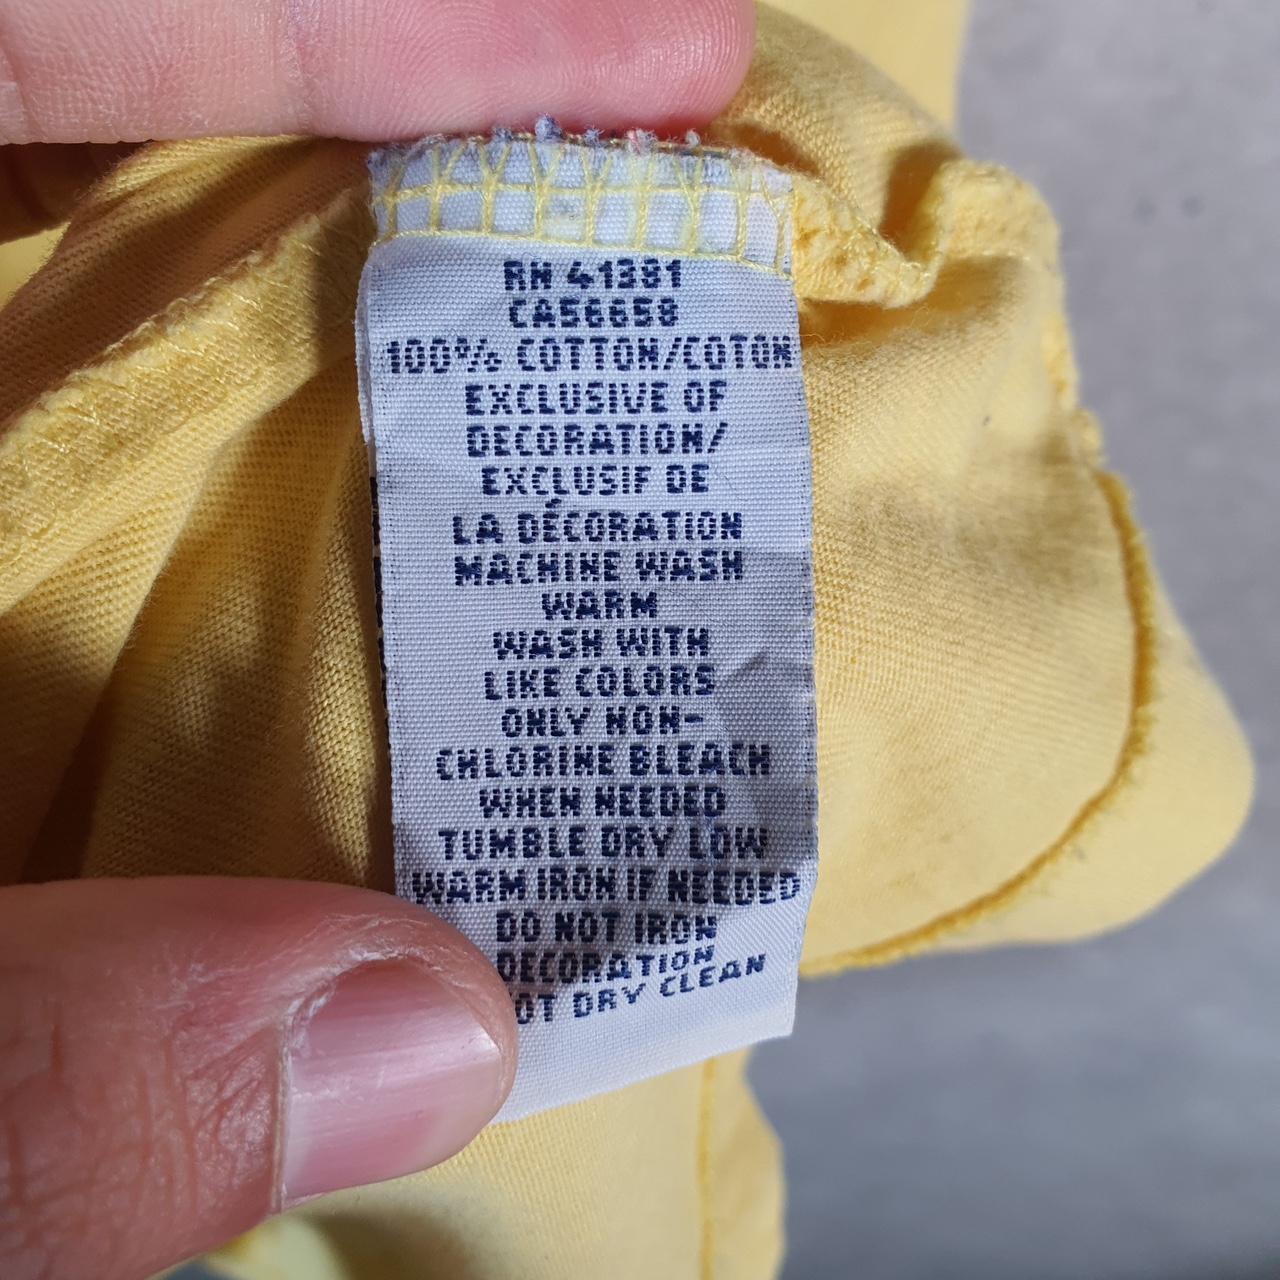 RN 41381
CA56658
100% COTTON/COTON
EXCLUSIVE OF
DECORATION/
EXCLUSIF DE
LA DÉCORATION
MACHINE WASH
WARM
WASH WITH
LIKE COLORS
ONLY NON-
CHLORINE BLEACH
WHEN NEEDED
TUMBLE DRY LOW
WARM IRON IF NEEDED
DO NOT IRON
DECORATION
OT DRY CLEAN